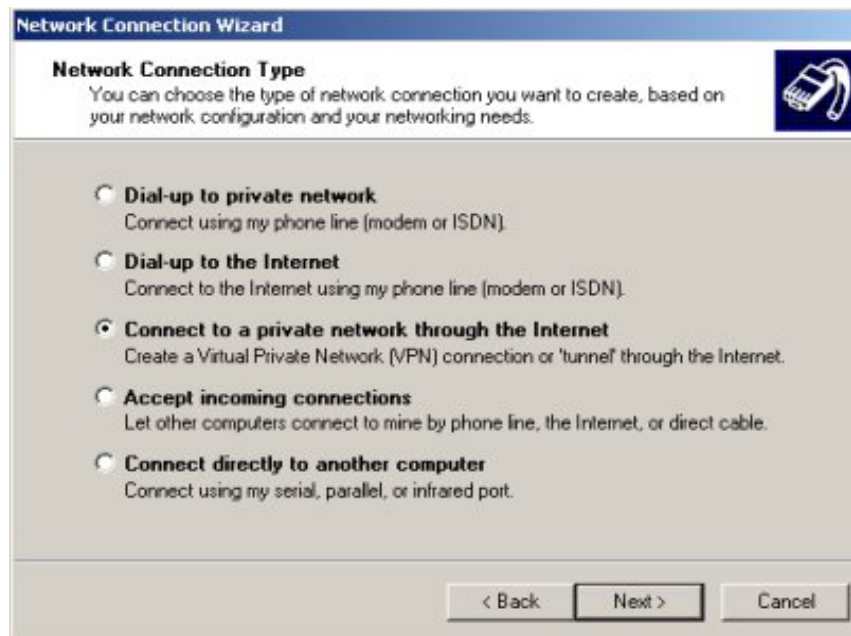 Network Connection Wizard
Network Connection Type
You can choose the type of network connection you want to create, based on
your network configuration and your networking needs.
Dial-up to private network
Connect using my phone line (modem or ISDN).
Dial-up to the Internet
Connect to the Internet using my phone line (modem or ISDN).
Connect to a private network through the Internet
Create a Virtual Private Network (VPN) connection or 'tunnel' through the Internet.
Accept incoming connections
Let other computers connect to mine by phone line, the Internet, or direct cable.
Connect directly to another computer
Connect using my serial, parallel, or infrared port.
< Back Next > Cancel